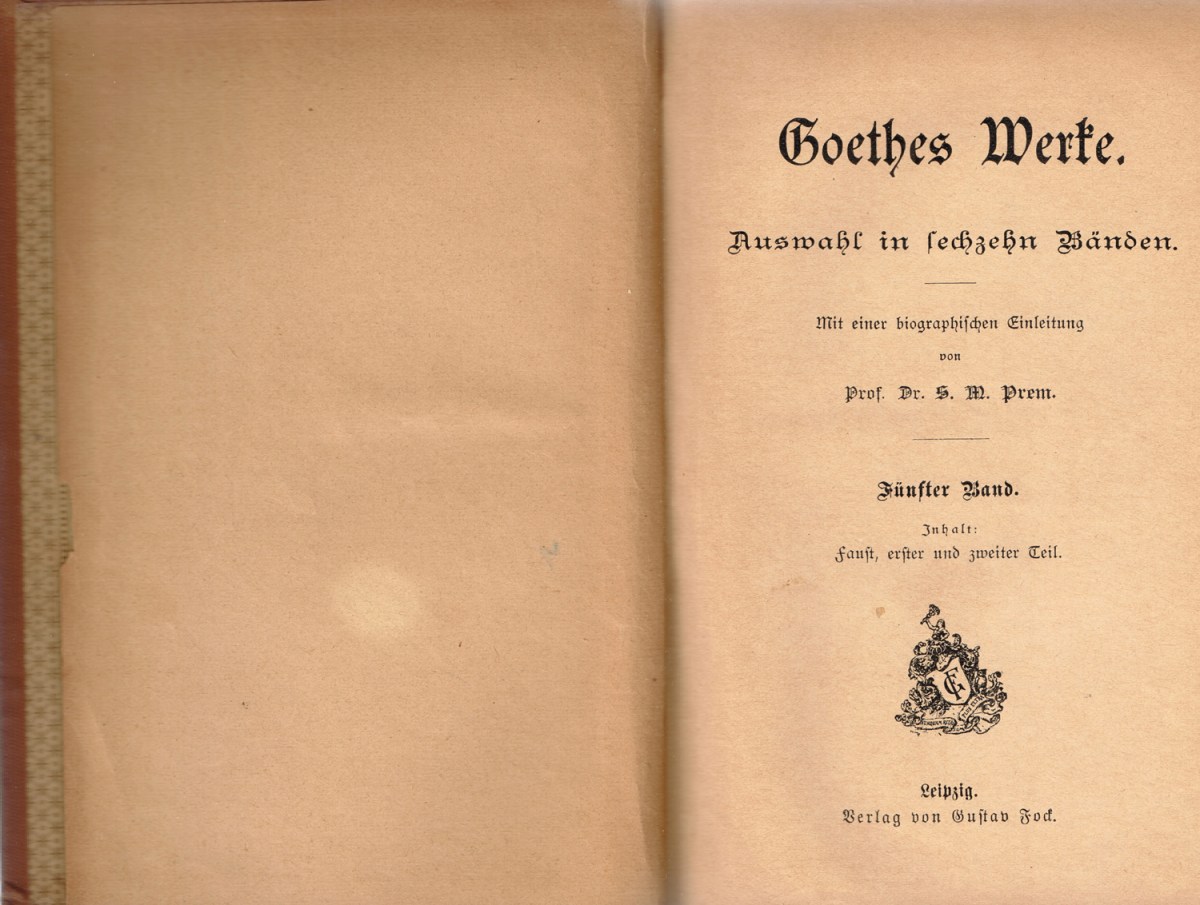 Goethes Werke.
Auswahl in sechzehn Bänden.
Mit einer biographischen Einleitung
von
Prof. Dr. S. M. Prem.
Fünfter Band.
Inhalt:
Faust, erster und zweiter Teil.
Leipzig.
Verlag von Gustav Fock.